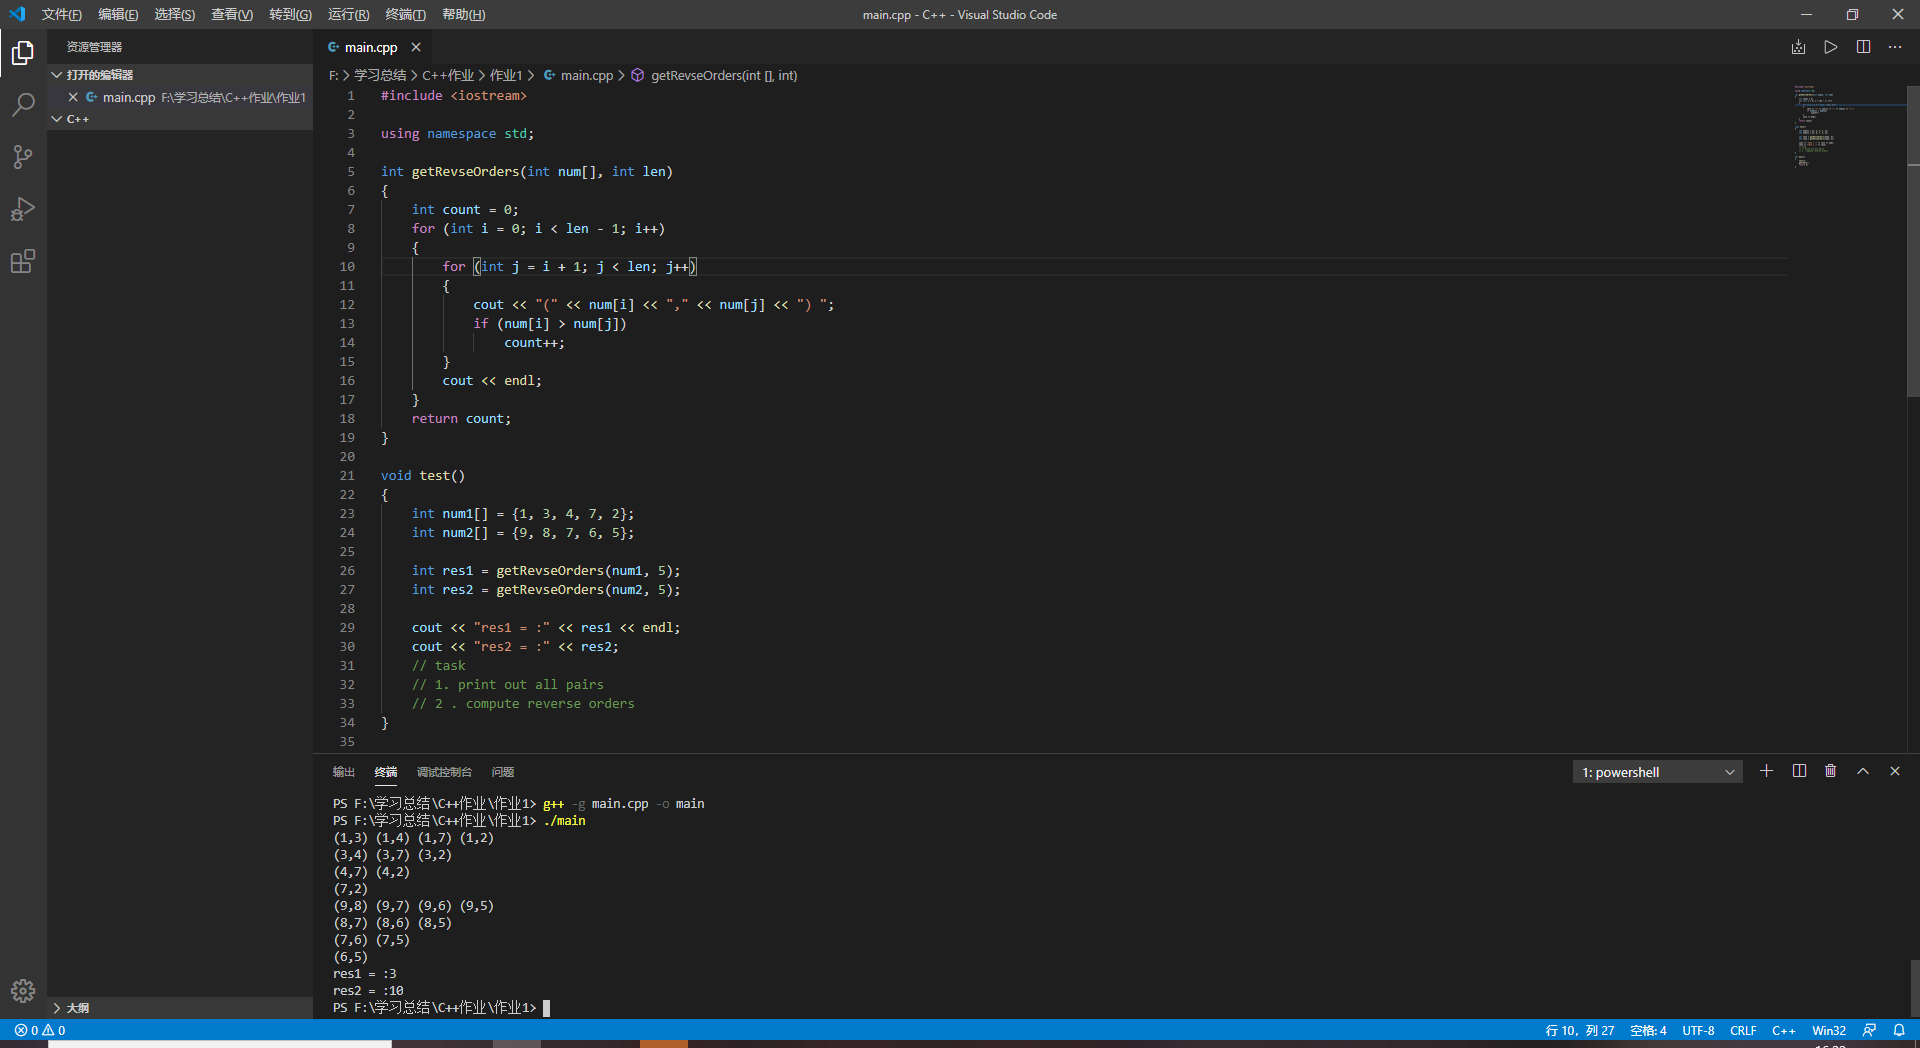 文件(F) 编辑(E) 选择(S) 查看(V) 转到(G) 运行(R) 终端(T) 帮助(H)
main.cpp - C++ - Visual Studio Code
资源管理器
打开的编辑器
main.cpp F:\学习总结\C++作业\作业1
C++
大纲
main.cpp
F: > 学习总结 > C++作业 > 作业1 > main.cpp > getRevseOrders(int [], int)
1 #include <iostream>
2
3 using namespace std;
4
5 int getRevseOrders(int num[], int len)
6 {
7     int count = 0;
8     for (int i = 0; i < len - 1; i++)
9     {
10         for (int j = i + 1; j < len; j++)
11         {
12             cout << "(" << num[i] << "," << num[j] << ") ";
13             if (num[i] > num[j])
14                 count++;
15         }
16         cout << endl;
17     }
18     return count;
19 }
20
21 void test()
22 {
23     int num1[] = {1, 3, 4, 7, 2};
24     int num2[] = {9, 8, 7, 6, 5};
25
26     int res1 = getRevseOrders(num1, 5);
27     int res2 = getRevseOrders(num2, 5);
28
29     cout << "res1 = :" << res1 << endl;
30     cout << "res2 = :" << res2;
31     // task
32     // 1. print out all pairs
33     // 2 . compute reverse orders
34 }
35
输出 终端 调试控制台 问题
1: powershell
PS F:\学习总结\C++作业\作业1> g++ -g main.cpp -o main
PS F:\学习总结\C++作业\作业1> ./main
(1,3) (1,4) (1,7) (1,2)
(3,4) (3,7) (3,2)
(4,7) (4,2)
(7,2)
(9,8) (9,7) (9,6) (9,5)
(8,7) (8,6) (8,5)
(7,6) (7,5)
(6,5)
res1 = :3
res2 = :10
PS F:\学习总结\C++作业\作业1>
0 0
行 10，列 27 空格: 4 UTF-8 CRLF C++ Win32